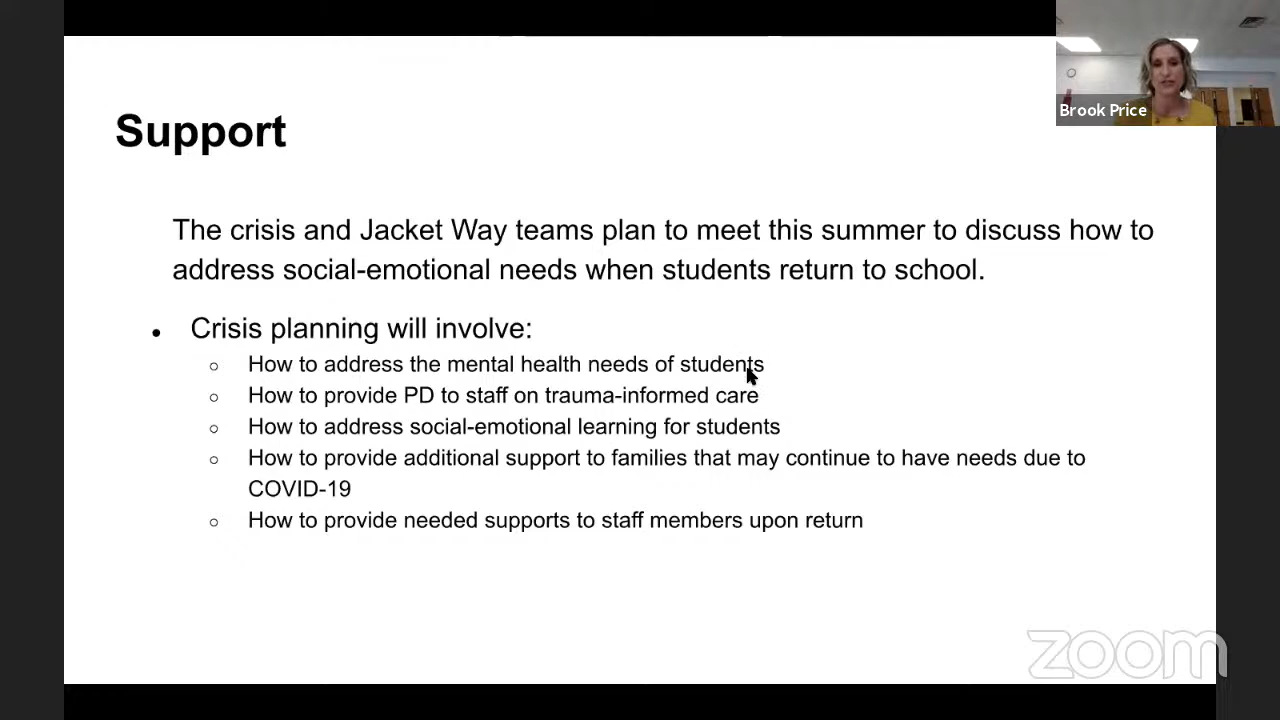 Brook Price
Support
The crisis and Jacket Way teams plan to meet this summer to discuss how to
address social-emotional needs when students return to school.
● Crisis planning will involve:
○ How to address the mental health needs of students
○ How to provide PD to staff on trauma-informed care
○ How to address social-emotional learning for students
○ How to provide additional support to families that may continue to have needs due to
COVID-19
○ How to provide needed supports to staff members upon return
zoom